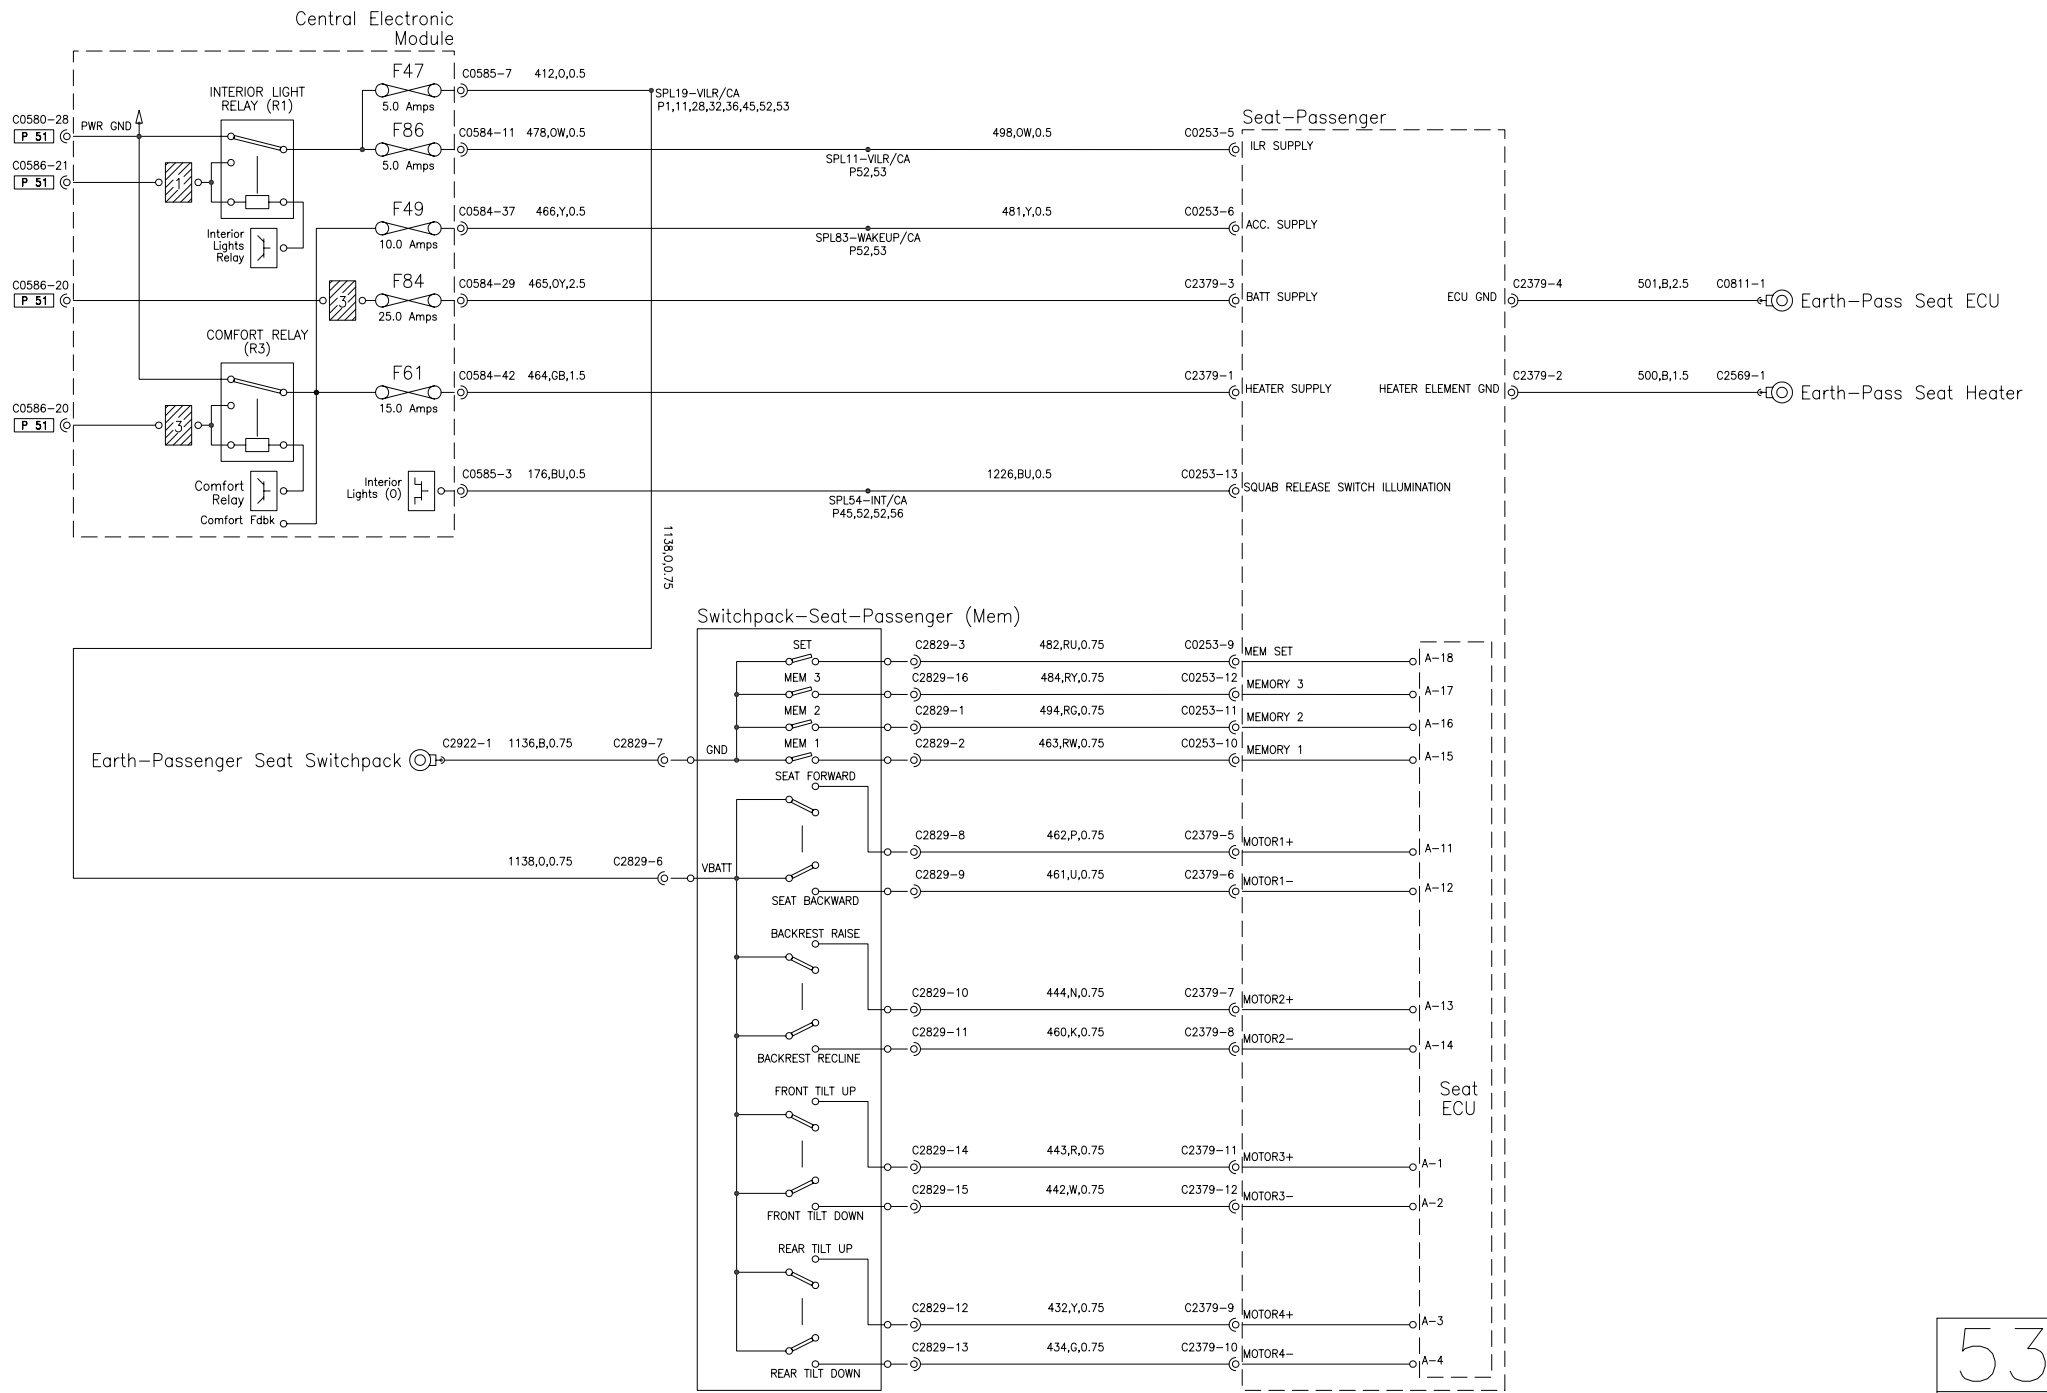 Central Electronic
Module
F47
C0585-7 412,O,0.5
5.0 Amps
SPL19-VILR/CA
P1,11,28,32,36,45,52,53
INTERIOR LIGHT
RELAY (R1)
C0580-28
P 51
PWR GND
F86
C0584-11 478,OW,0.5
5.0 Amps
498,OW,0.5
SPL11-VILR/CA
P52,53
Seat-Passenger
C0253-5
ILR SUPPLY
C0586-21
P 51
1
F49
C0584-37 466,Y,0.5
10.0 Amps
481,Y,0.5
SPL83-WAKEUP/CA
P52,53
C0253-6
ACC. SUPPLY
Interior
Lights
Relay
C0586-20
P 51
3
F84
C0584-29 465,OY,2.5
25.0 Amps
C2379-3
BATT SUPPLY
ECU GND
C2379-4 501,B,2.5 C0811-1
Earth-Pass Seat ECU
COMFORT RELAY
(R3)
F61
C0584-42 464,GB,1.5
15.0 Amps
C2379-1
HEATER SUPPLY
HEATER ELEMENT GND
C2379-2 500,B,1.5 C2569-1
Earth-Pass Seat Heater
C0586-20
P 51
3
Comfort
Relay
Comfort Fdbk
Interior
Lights (O)
C0585-3 176,BU,0.5
1226,BU,0.5
SPL54-INT/CA
P45,52,52,56
C0253-13
SQUAB RELEASE SWITCH ILLUMINATION
1138,O,0.75
Switchpack-Seat-Passenger (Mem)
SET
C2829-3 482,RU,0.75 C0253-9
MEM SET
A-18
MEM 3
C2829-16 484,RY,0.75 C0253-12
MEMORY 3
A-17
MEM 2
C2829-1 494,RG,0.75 C0253-11
MEMORY 2
A-16
Earth-Passenger Seat Switchpack
C2922-1 1136,B,0.75 C2829-7
GND
MEM 1
C2829-2 463,RW,0.75 C0253-10
MEMORY 1
A-15
SEAT FORWARD
C2829-8 462,P,0.75 C2379-5
MOTOR1+
A-11
1138,O,0.75 C2829-6
VBATT
C2829-9 461,U,0.75 C2379-6
MOTOR1-
A-12
SEAT BACKWARD
BACKREST RAISE
C2829-10 444,N,0.75 C2379-7
MOTOR2+
A-13
C2829-11 460,K,0.75 C2379-8
MOTOR2-
A-14
BACKREST RECLINE
Seat
ECU
FRONT TILT UP
C2829-14 443,R,0.75 C2379-11
MOTOR3+
A-1
C2829-15 442,W,0.75 C2379-12
MOTOR3-
A-2
FRONT TILT DOWN
REAR TILT UP
C2829-12 432,Y,0.75 C2379-9
MOTOR4+
A-3
C2829-13 434,G,0.75 C2379-10
MOTOR4-
A-4
REAR TILT DOWN
53